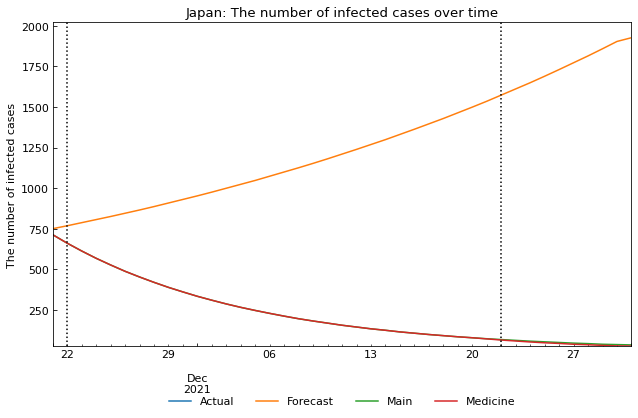 Japan: The number of infected cases over time
The number of infected cases
2000
1750
1500
1250
1000
750
500
250
22 29 06 13 20 27
Dec
2021
Actual Forecast Main Medicine